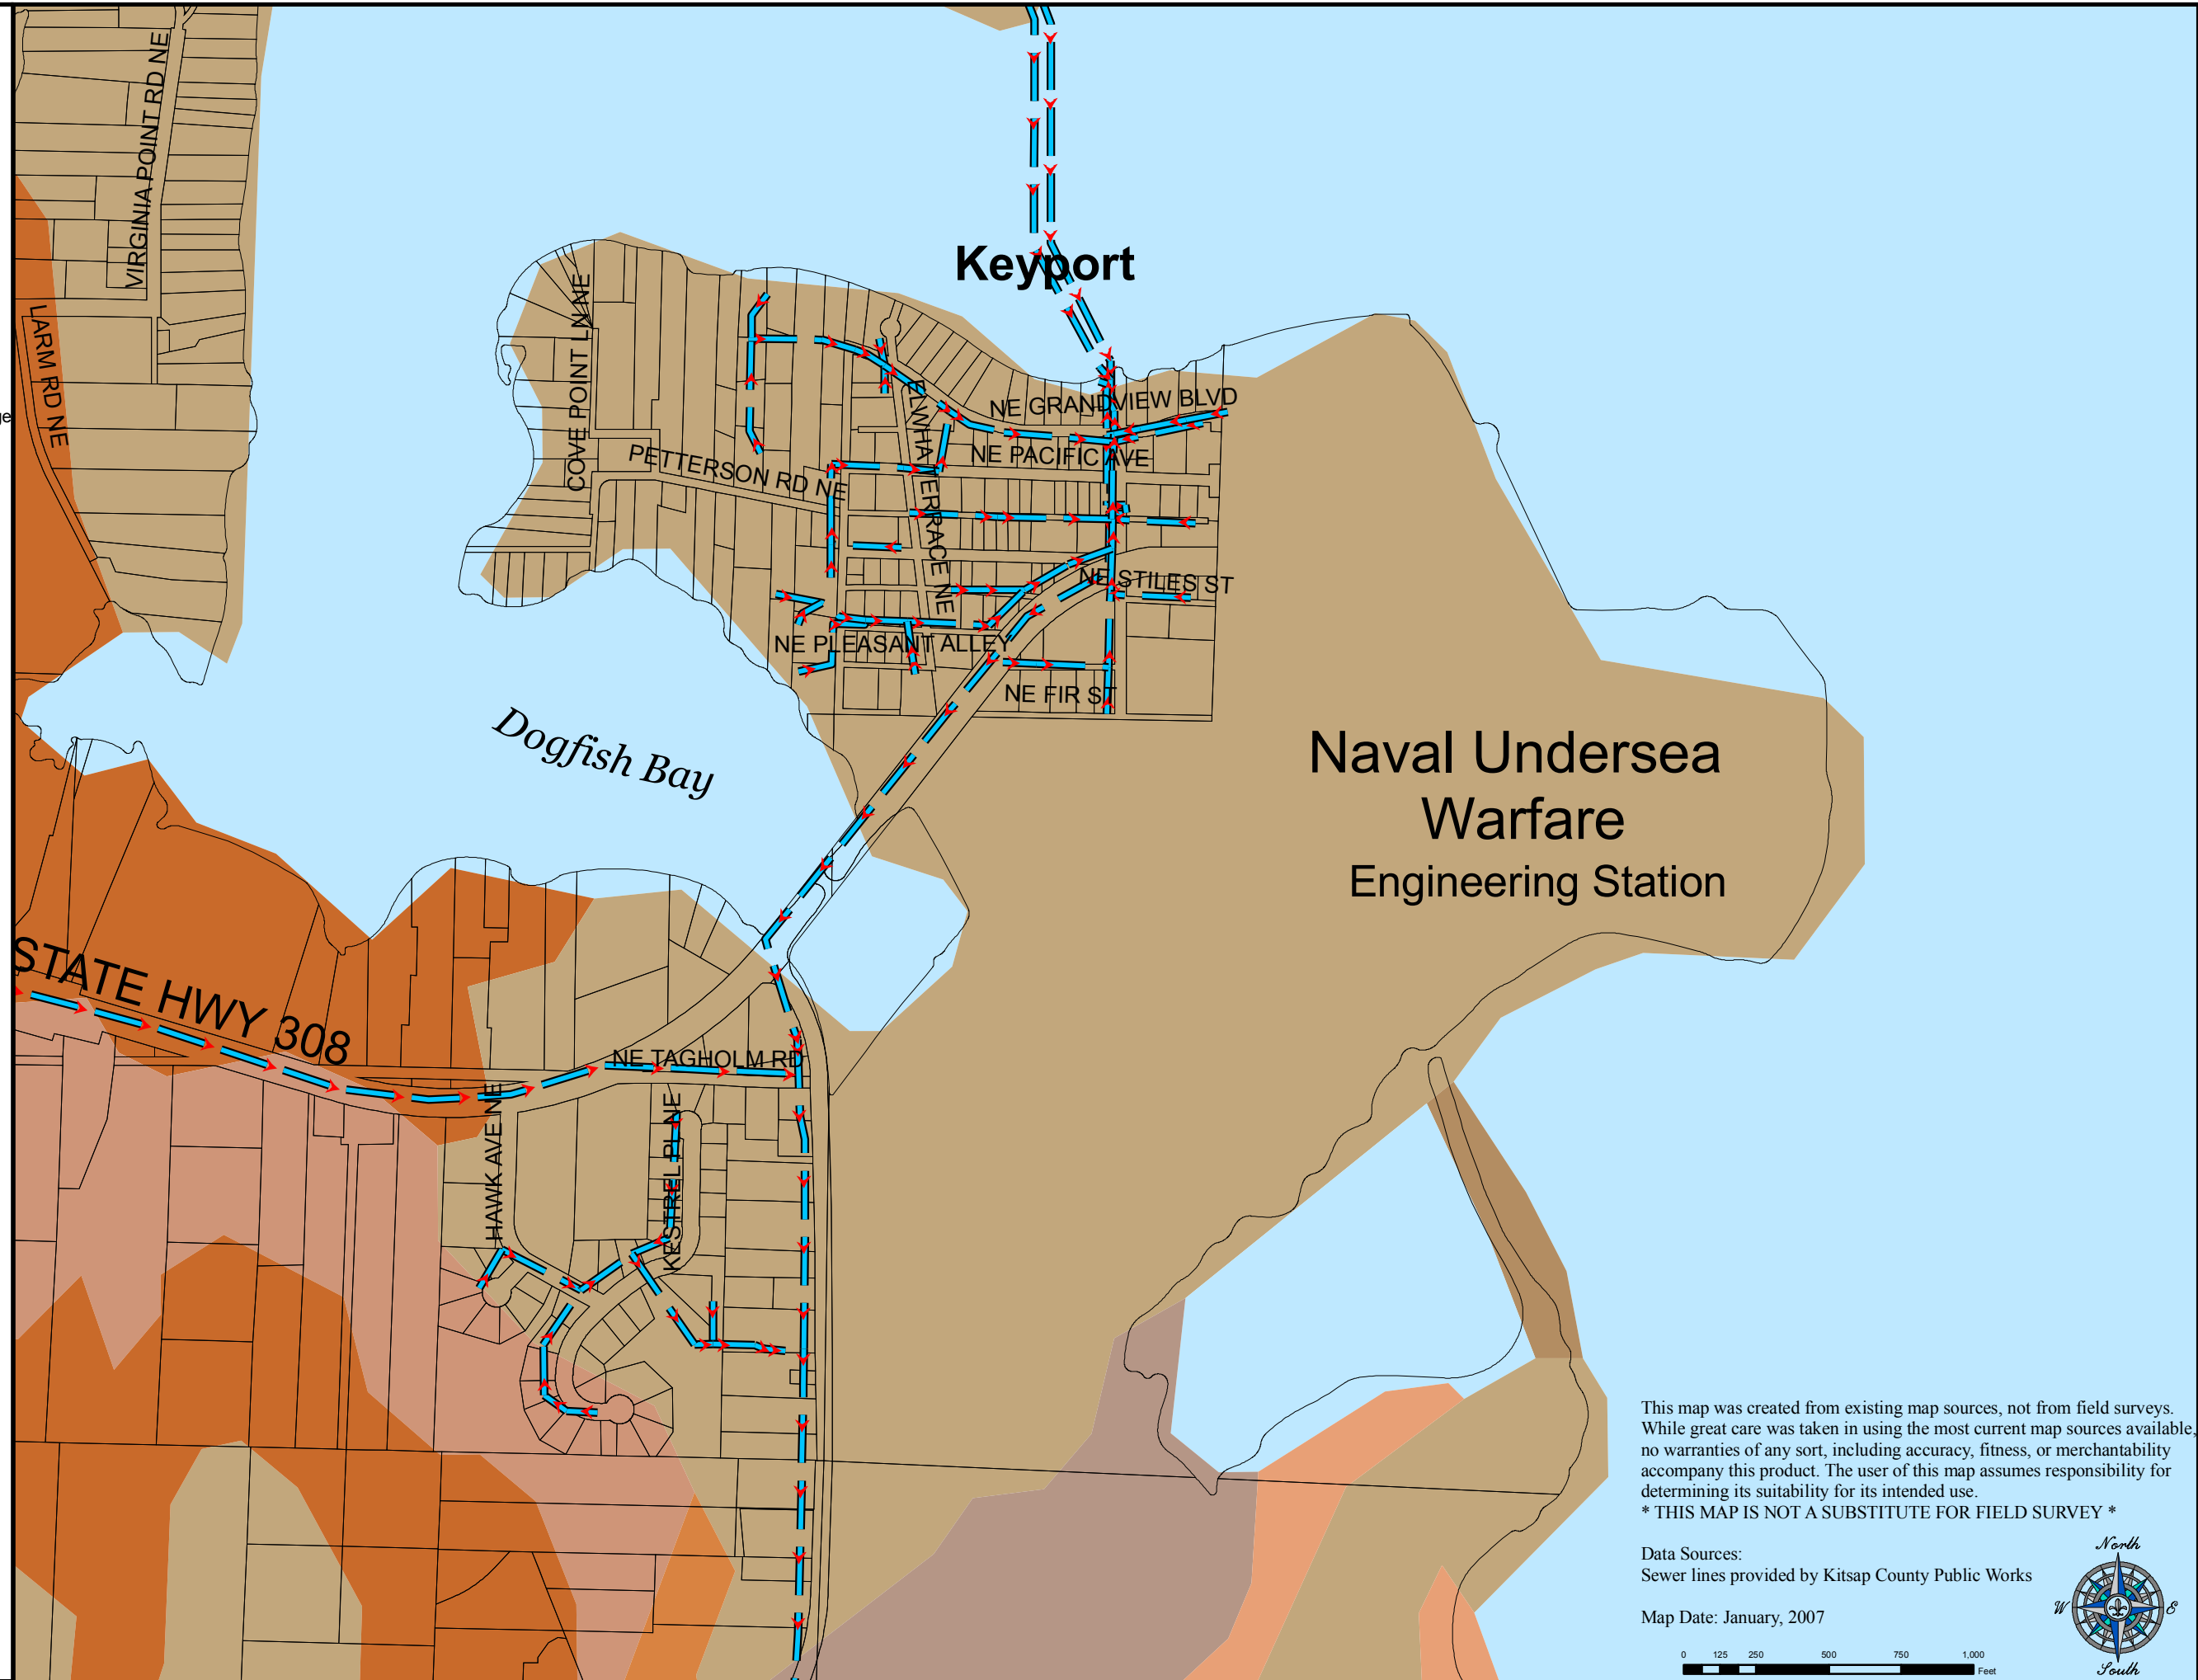 VIRGINIA POINT RD NE
LARM RD NE
ge
Keyport
COVE POINT LN NE
NE GRANDVIEW BLVD
ELWHA TERRACE NE
NE PACIFIC AVE
PETTERSON RD NE
NE STILES ST
NE PLEASANT ALLEY
NE FIR ST
Dogfish Bay
Naval Undersea
Warfare
Engineering Station
STATE HWY 308
NE TAGHOLM RD
HAWK AVE NE
KESTREL PL NE
This map was created from existing map sources, not from field surveys.
While great care was taken in using the most current map sources available,
no warranties of any sort, including accuracy, fitness, or merchantability
accompany this product. The user of this map assumes responsibility for
determining its suitability for its intended use.
* THIS MAP IS NOT A SUBSTITUTE FOR FIELD SURVEY *
Data Sources:
Sewer lines provided by Kitsap County Public Works
Map Date: January, 2007
North
W E
South
0 125 250 500 750 1,000
Feet